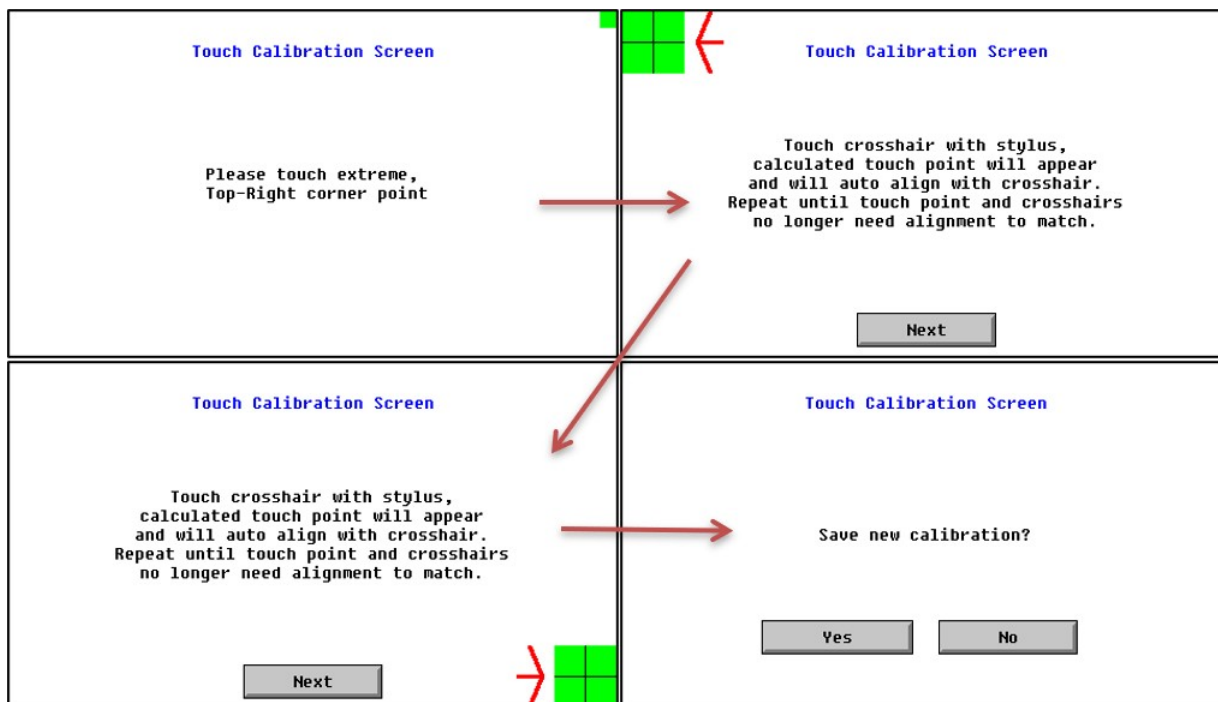 Touch Calibration Screen
Please touch extreme,
Top-Right corner point
Touch Calibration Screen
Touch crosshair with stylus,
calculated touch point will appear
and will auto align with crosshair.
Repeat until touch point and crosshairs
no longer need alignment to match.
Next
Touch Calibration Screen
Touch crosshair with stylus,
calculated touch point will appear
and will auto align with crosshair.
Repeat until touch point and crosshairs
no longer need alignment to match.
Next
Touch Calibration Screen
Save new calibration?
Yes
No